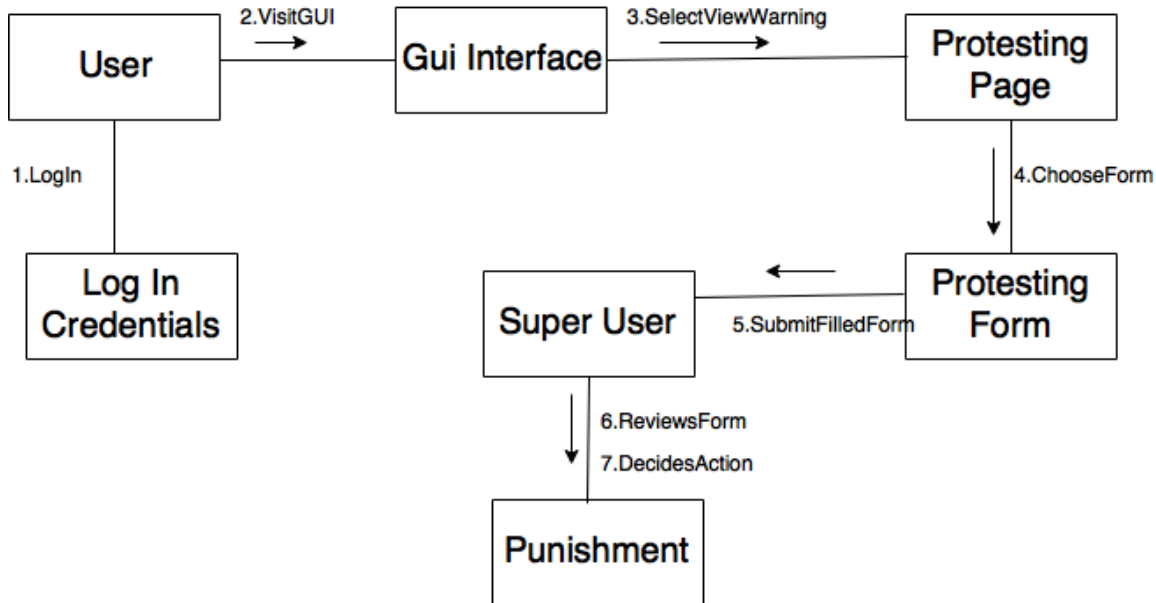 2.VisitGUI
3.SelectViewWarning
User
Gui Interface
Protesting
Page
1.LogIn
4.ChooseForm
Log In
Credentials
Super User
5.SubmitFilledForm
Protesting
Form
6.ReviewsForm
7.DecidesAction
Punishment